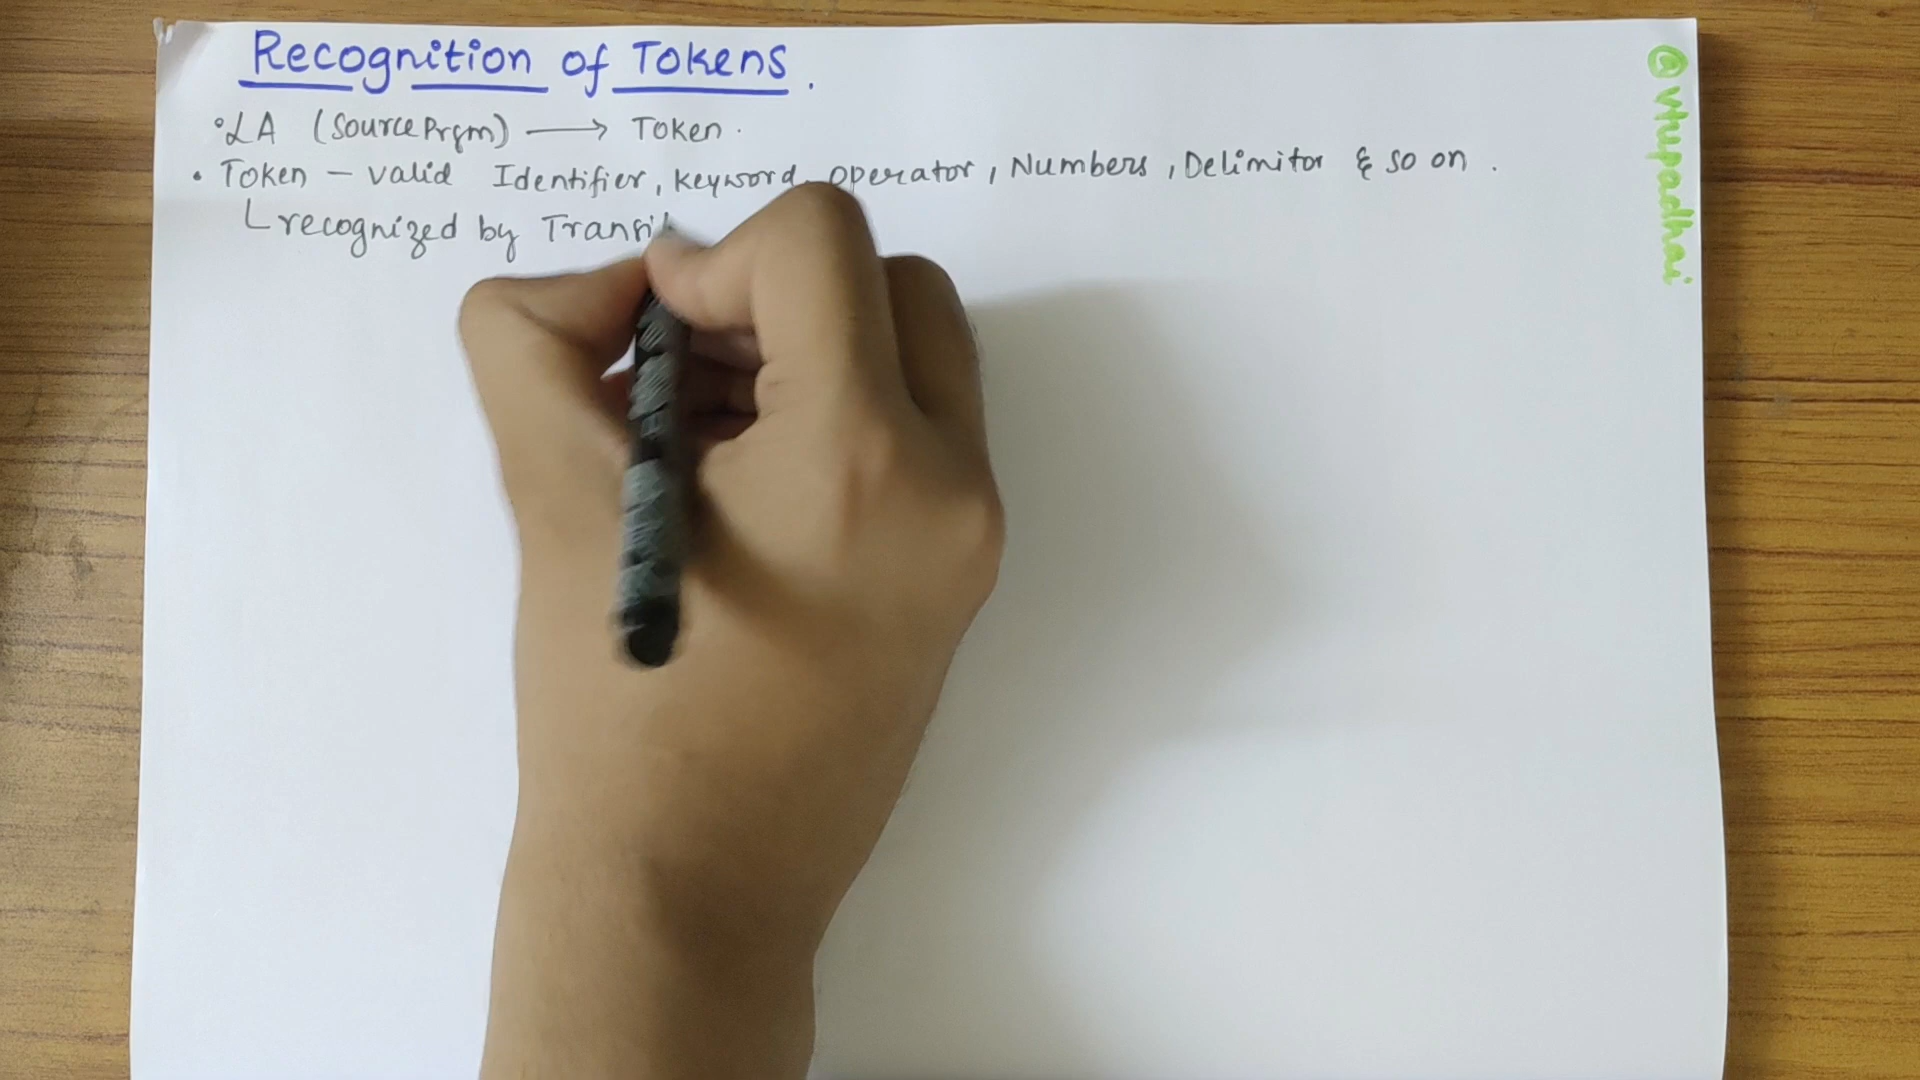 Recognition of Tokens.
LA (Source Prgm) → Token.
• Token - valid Identifier, keyword, operator, Numbers, Delimitor & so on.
recognized by
@vtupadhai